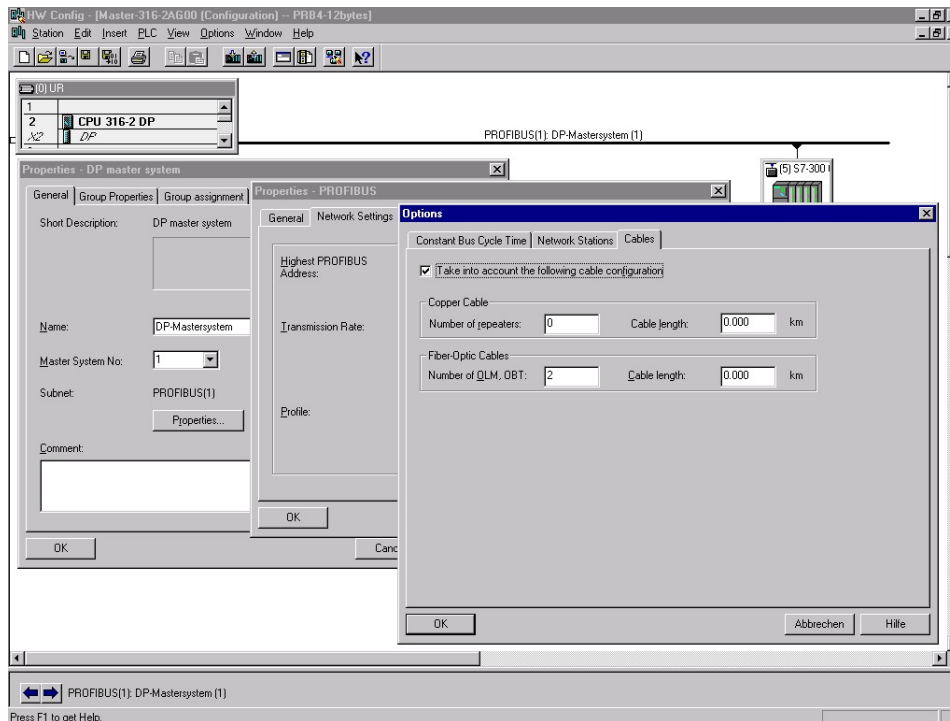 HW Config - [Master-316-2AG00 (Configuration) -- PRB4-12bytes]
Station Edit Insert PLC View Options Window Help
(0) UR
1
2 CPU 316-2 DP
X2 DP
PROFIBUS(1): DP-Mastersystem (1)
(5) S7-300
Properties - DP master system
General Group Properties Group assignment
Short Description: DP master system
Name: DP-Mastersystem
Master System No: 1
Subnet: PROFIBUS(1)
Properties...
Comment:
OK
Canc
Properties - PROFIBUS
General Network Settings
Highest PROFIBUS
Address:
Transmission Rate:
Profile:
OK
Options
Constant Bus Cycle Time Network Stations Cables
Take into account the following cable configuration
Copper Cable
Number of repeaters: 0 Cable length: 0.000 km
Fiber-Optic Cables
Number of OLM, OBT: 2 Cable length: 0.000 km
OK Abbrechen Hilfe
PROFIBUS(1): DP-Mastersystem (1)
Press F1 to get Help.